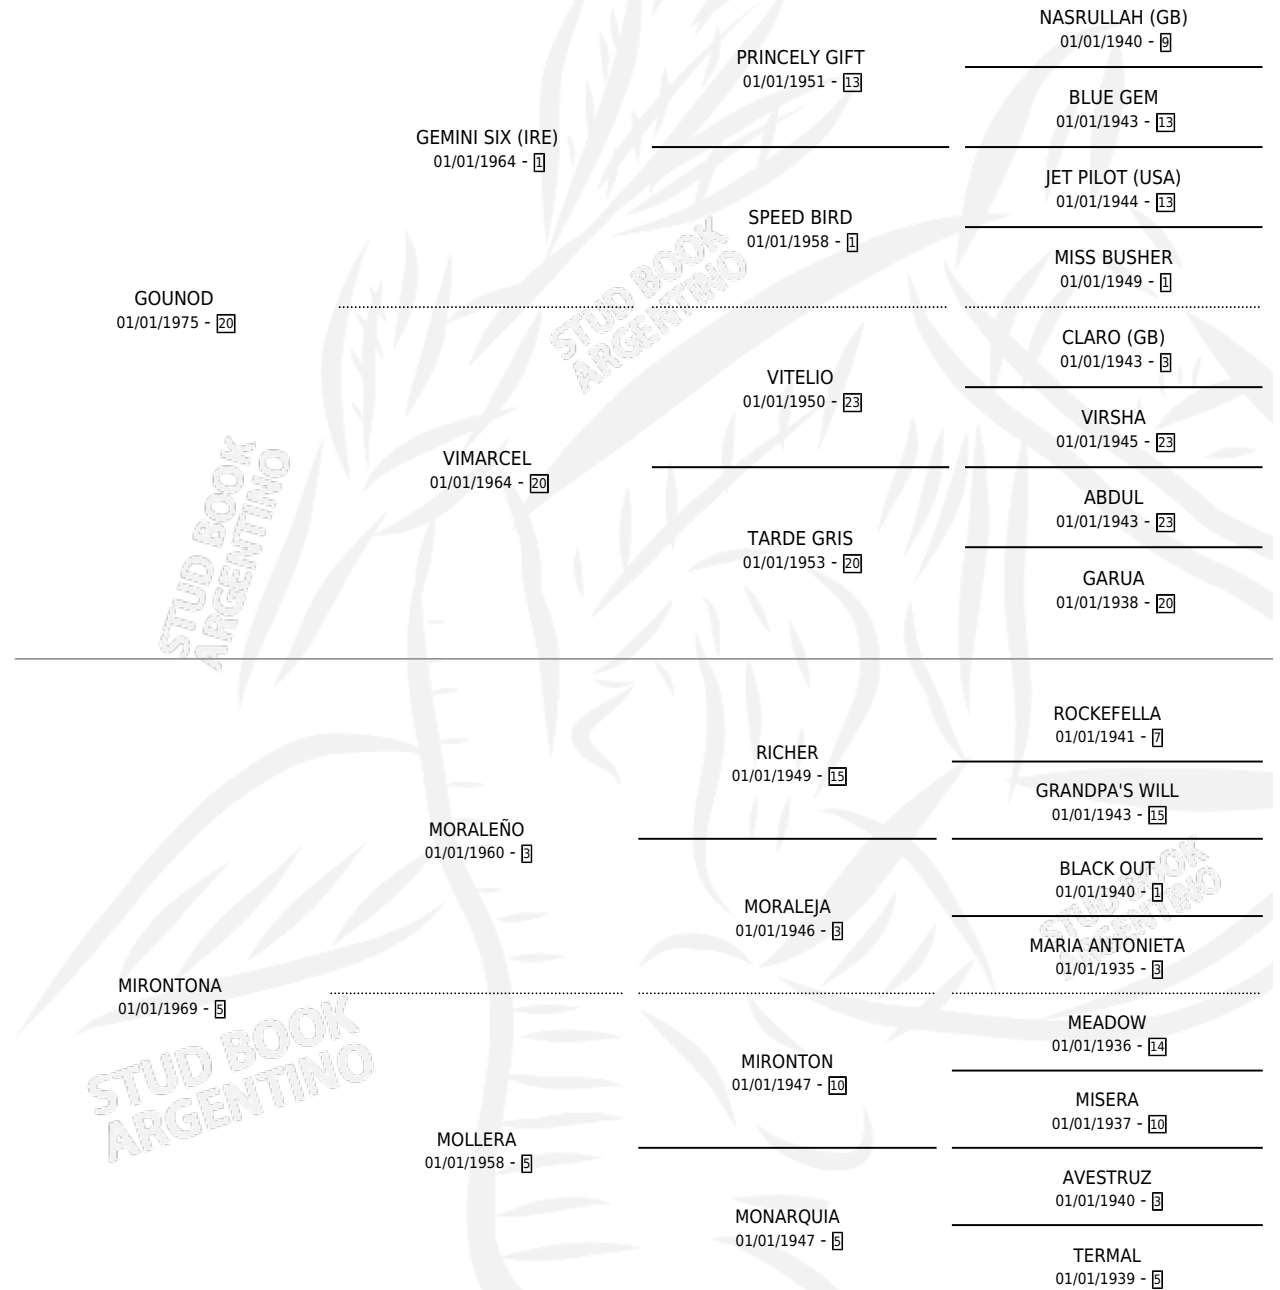 NASRULLAH (GB)
01/01/1940 - 9
PRINCELY GIFT
01/01/1951 - 13
BLUE GEM
01/01/1943 - 13
GEMINI SIX (IRE)
01/01/1964 - 1
JET PILOT (USA)
01/01/1944 - 13
SPEED BIRD
01/01/1958 - 1
MISS BUSHER
01/01/1949 - 1
GOUNOD
01/01/1975 - 20
CLARO (GB)
01/01/1943 - 3
VITELIO
01/01/1950 - 23
VIRSHA
01/01/1945 - 23
VIMARCEL
01/01/1964 - 20
ABDUL
01/01/1943 - 23
TARDE GRIS
01/01/1953 - 20
GARUA
01/01/1938 - 20
STUD BOOK
ARGENTINO
STUD BOOK
ARGENTINO
ROCKEFELLA
01/01/1941 - 7
RICHER
01/01/1949 - 15
GRANDPA'S WILL
01/01/1943 - 15
MORALEÑO
01/01/1960 - 3
BLACK OUT
01/01/1940 - 1
MORALEJA
01/01/1946 - 3
MARIA ANTONIETA
01/01/1935 - 3
MIRONTONA
01/01/1969 - 5
MEADOW
01/01/1936 - 14
MIRONTON
01/01/1947 - 10
MISERA
01/01/1937 - 10
MOLLERA
01/01/1958 - 5
AVESTRUZ
01/01/1940 - 3
MONARQUIA
01/01/1947 - 5
TERMAL
01/01/1939 - 5
STUD BOOK
ARGENTINO
STUD BOOK
ARGENTINO